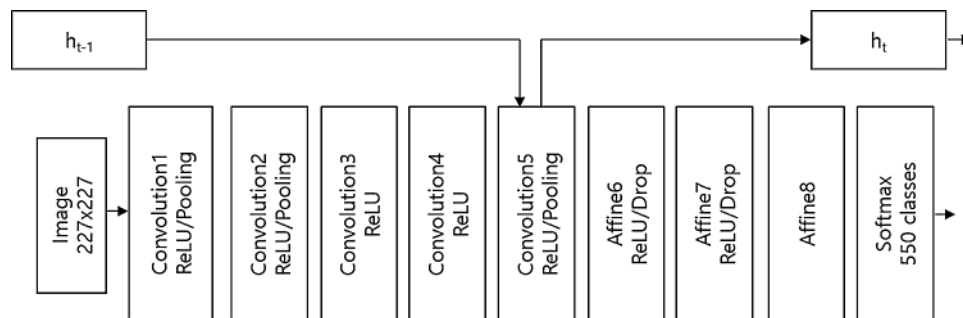 h_{t-1}
h_t
Image
227x227
Convolution1
ReLU/Pooling
Convolution2
ReLU/Pooling
Convolution3
ReLU
Convolution4
ReLU
Convolution5
ReLU/Pooling
Affine6
ReLU/Drop
Affine7
ReLU/Drop
Affine8
Softmax
550 classes